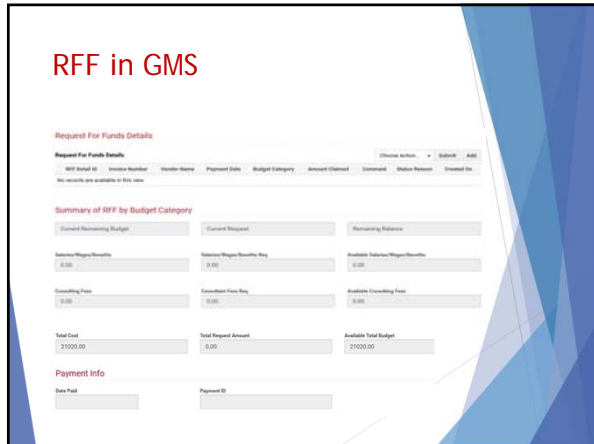 RFF in GMS
Request For Funds Details
Request For Funds Details Choose Action... Submit Add
RFF Detail ID Invoice Number Vendor Name Payment Date Budget Category Amount Claimed Comment Status Reason Created On
No records are available in this view
Summary of RFF by Budget Category
Current Remaining Budget Current Request Remaining Balance
Salaries/Wages/Benefits Salaries/Wages/Benefits Req Available Salaries/Wages/Benefits
0.00 0.00 0.00
Consulting Fees Consultant Fees Req Available Consulting Fees
0.00 0.00 0.00
Total Cost Total Request Amount Available Total Budget
21020.00 0.00 21020.00
Payment Info
Date Paid Payment ID